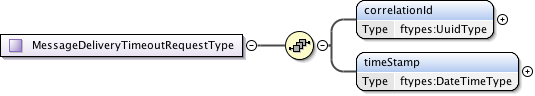 MessageDeliveryTimeoutRequestType
correlationId
Type ftypes:UuidType
timeStamp
Type ftypes:DateTimeType